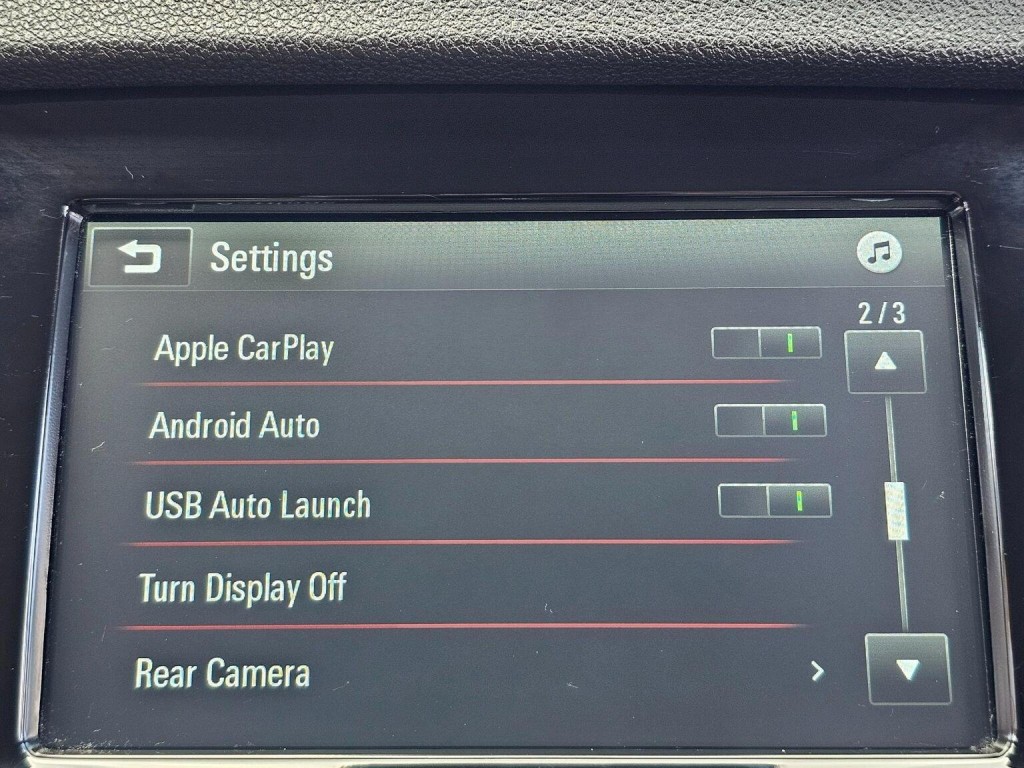 Settings
2/3
Apple CarPlay
Android Auto
USB Auto Launch
Turn Display Off
Rear Camera